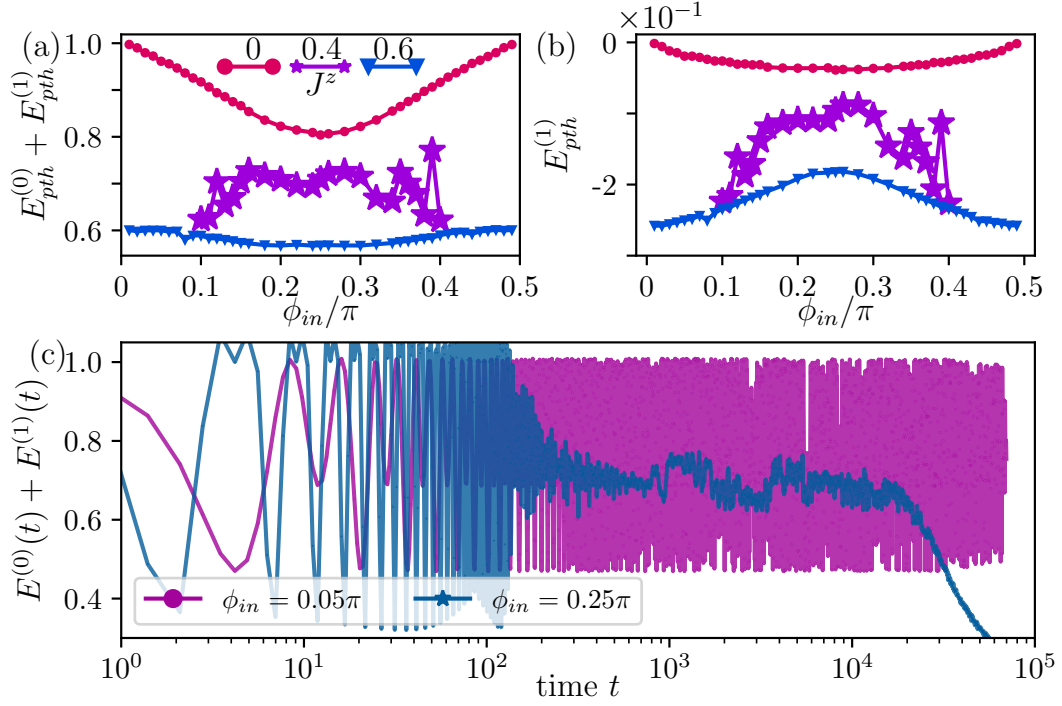 (a)
1.0
0.8
0.6
E_{pth}^{(0)} + E_{pth}^{(1)}
0 0.4 0.6
J^z
0 0.1 0.2 0.3 0.4 0.5
ϕ_{in}/π
(b)
×10^{-1}
0
-2
E_{pth}^{(1)}
0 0.1 0.2 0.3 0.4 0.5
ϕ_{in}/π
(c)
1.0
0.8
0.6
0.4
E^{(0)}(t) + E^{(1)}(t)
ϕ_{in} = 0.05π ϕ_{in} = 0.25π
10^0 10^1 10^2 10^3 10^4 10^5
time t